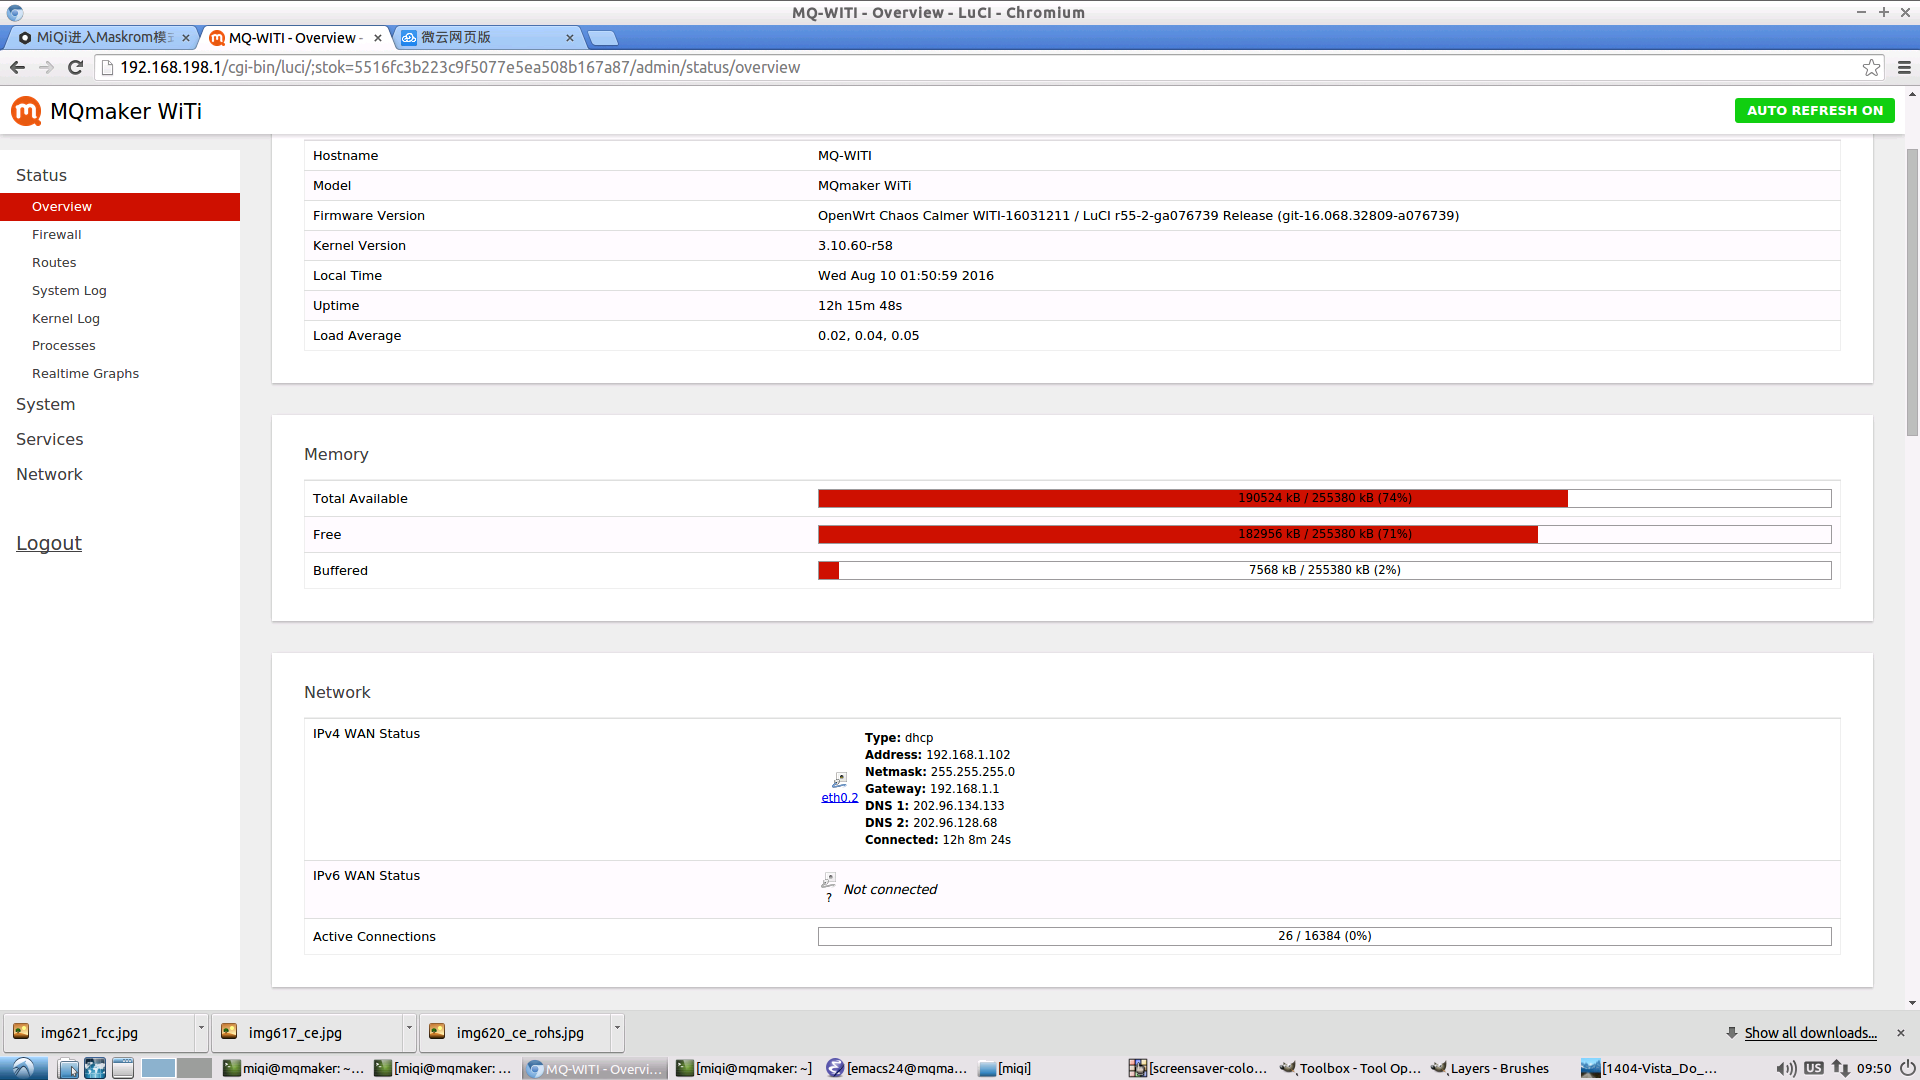 MQ-WITI - Overview - LuCI - Chromium
MiQi进入Maskrom模
MQ-WITI - Overview -
微云网页版
192.168.198.1/cgi-bin/luci/;stok=5516fc3b223c9f5077e5ea508b167a87/admin/status/overview
MQmaker WiTi
AUTO REFRESH ON
Status
Overview
Firewall
Routes
System Log
Kernel Log
Processes
Realtime Graphs
System
Services
Network
Logout
Hostname MQ-WITI
Model MQmaker WiTi
Firmware Version OpenWrt Chaos Calmer WITI-16031211 / LuCI r55-2-ga076739 Release (git-16.068.32809-a076739)
Kernel Version 3.10.60-r58
Local Time Wed Aug 10 01:50:59 2016
Uptime 12h 15m 48s
Load Average 0.02, 0.04, 0.05
Memory
Total Available 190524 kB / 255380 kB (74%)
Free 182956 kB / 255380 kB (71%)
Buffered 7568 kB / 255380 kB (2%)
Network
IPv4 WAN Status
eth0.2
Type: dhcp
Address: 192.168.1.102
Netmask: 255.255.255.0
Gateway: 192.168.1.1
DNS 1: 202.96.134.133
DNS 2: 202.96.128.68
Connected: 12h 8m 24s
IPv6 WAN Status
? Not connected
Active Connections 26 / 16384 (0%)
img621_fcc.jpg
img617_ce.jpg
img620_ce_rohs.jpg
Show all downloads...
miqi@mqmaker: ~...
[miqi@mqmaker: ...
MQ-WITI - Overvi...
[miqi@mqmaker: ~]
[emacs24@mqma...
[miqi]
[screensaver-colo...
Toolbox - Tool Op...
Layers - Brushes
[1404-Vista_Do_...
US
09:50